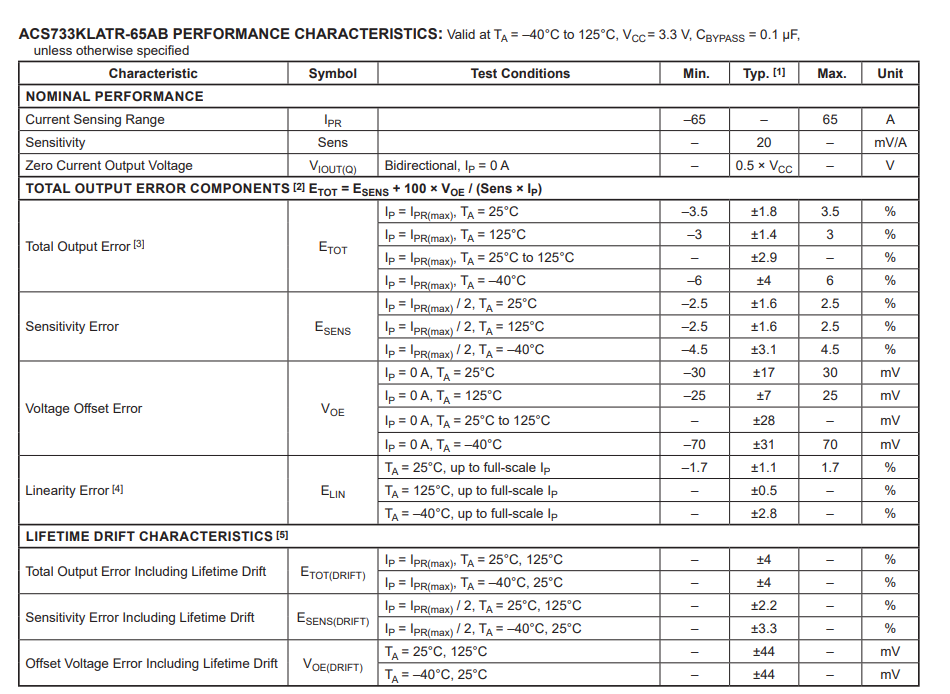 ACS733KLATR-65AB PERFORMANCE CHARACTERISTICS: Valid at TA = –40°C to 125°C, VCC = 3.3 V, CBYPASS = 0.1 µF,
unless otherwise specified
Characteristic Symbol Test Conditions Min. Typ. [1] Max. Unit
NOMINAL PERFORMANCE
Current Sensing Range IPR –65 – 65 A
Sensitivity Sens – 20 – mV/A
Zero Current Output Voltage VIOUT(Q) Bidirectional, IP = 0 A – 0.5 × VCC – V
TOTAL OUTPUT ERROR COMPONENTS [2] ETOT = ESENS + 100 × VOE / (Sens × IP)
Total Output Error [3] ETOT IP = IPR(max), TA = 25°C –3.5 ±1.8 3.5 %
IP = IPR(max), TA = 125°C –3 ±1.4 3 %
IP = IPR(max), TA = 25°C to 125°C – ±2.9 – %
IP = IPR(max), TA = –40°C –6 ±4 6 %
Sensitivity Error ESENS IP = IPR(max) / 2, TA = 25°C –2.5 ±1.6 2.5 %
IP = IPR(max) / 2, TA = 125°C –2.5 ±1.6 2.5 %
IP = IPR(max) / 2, TA = –40°C –4.5 ±3.1 4.5 %
Voltage Offset Error VOE IP = 0 A, TA = 25°C –30 ±17 30 mV
IP = 0 A, TA = 125°C –25 ±7 25 mV
IP = 0 A, TA = 25°C to 125°C – ±28 – mV
IP = 0 A, TA = –40°C –70 ±31 70 mV
Linearity Error [4] ELIN TA = 25°C, up to full-scale IP –1.7 ±1.1 1.7 %
TA = 125°C, up to full-scale IP – ±0.5 – %
TA = –40°C, up to full-scale IP – ±2.8 – %
LIFETIME DRIFT CHARACTERISTICS [5]
Total Output Error Including Lifetime Drift ETOT(DRIFT) IP = IPR(max), TA = 25°C, 125°C – ±4 – %
IP = IPR(max), TA = –40°C, 25°C – ±4 – %
Sensitivity Error Including Lifetime Drift ESENS(DRIFT) IP = IPR(max) / 2, TA = 25°C, 125°C – ±2.2 – %
IP = IPR(max) / 2, TA = –40°C, 25°C – ±3.3 – %
Offset Voltage Error Including Lifetime Drift VOE(DRIFT) TA = 25°C, 125°C – ±44 – mV
TA = –40°C, 25°C – ±44 – mV